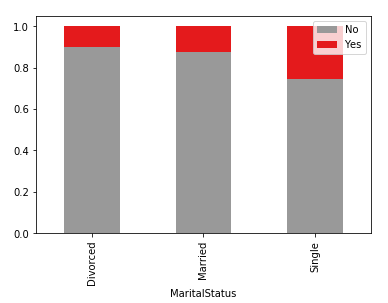 1.0
0.8
0.6
0.4
0.2
0.0
No
Yes
Divorced
Married
Single
MaritalStatus